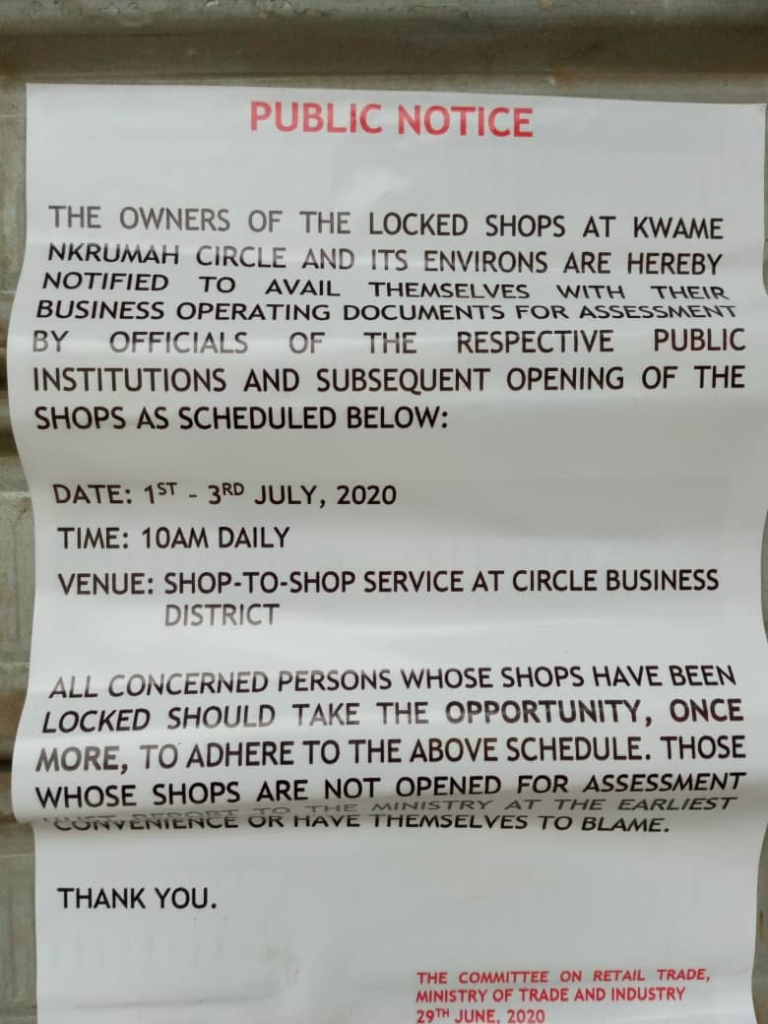 PUBLIC NOTICE
THE OWNERS OF THE LOCKED SHOPS AT KWAME
NKRUMAH CIRCLE AND ITS ENVIRONS ARE HEREBY
NOTIFIED TO AVAIL THEMSELVES WITH THEIR
BUSINESS OPERATING DOCUMENTS FOR ASSESSMENT
BY OFFICIALS OF THE RESPECTIVE PUBLIC
INSTITUTIONS AND SUBSEQUENT OPENING OF THE
SHOPS AS SCHEDULED BELOW:
DATE: 1ST - 3RD JULY, 2020
TIME: 10AM DAILY
VENUE: SHOP-TO-SHOP SERVICE AT CIRCLE BUSINESS
DISTRICT
ALL CONCERNED PERSONS WHOSE SHOPS HAVE BEEN
LOCKED SHOULD TAKE THE OPPORTUNITY, ONCE
MORE, TO ADHERE TO THE ABOVE SCHEDULE. THOSE
WHOSE SHOPS ARE NOT OPENED FOR ASSESSMENT
MUST REPORT TO THE MINISTRY AT THE EARLIEST
CONVENIENCE OR HAVE THEMSELVES TO BLAME.
THANK YOU.
THE COMMITTEE ON RETAIL TRADE,
MINISTRY OF TRADE AND INDUSTRY
29TH JUNE, 2020